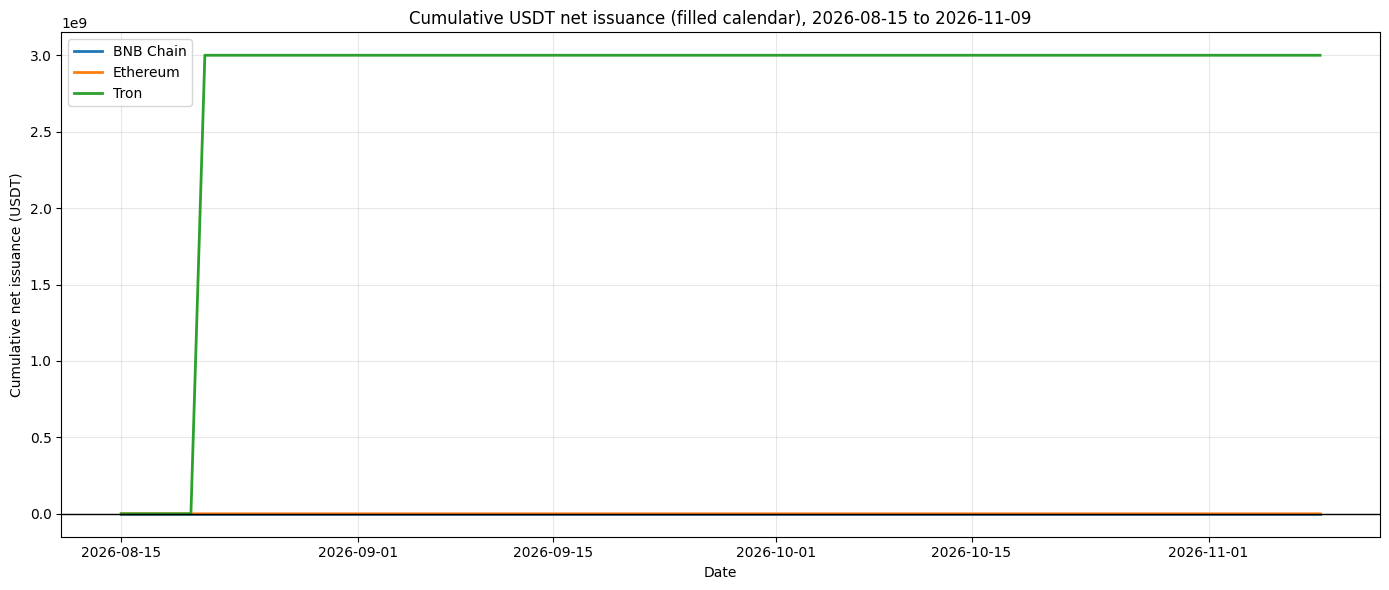 Cumulative USDT net issuance (filled calendar), 2026-08-15 to 2026-11-09
1e9
BNB Chain
Ethereum
Tron
3.0
2.5
2.0
1.5
1.0
0.5
0.0
Cumulative net issuance (USDT)
2026-08-15 2026-09-01 2026-09-15 2026-10-01 2026-10-15 2026-11-01
Date